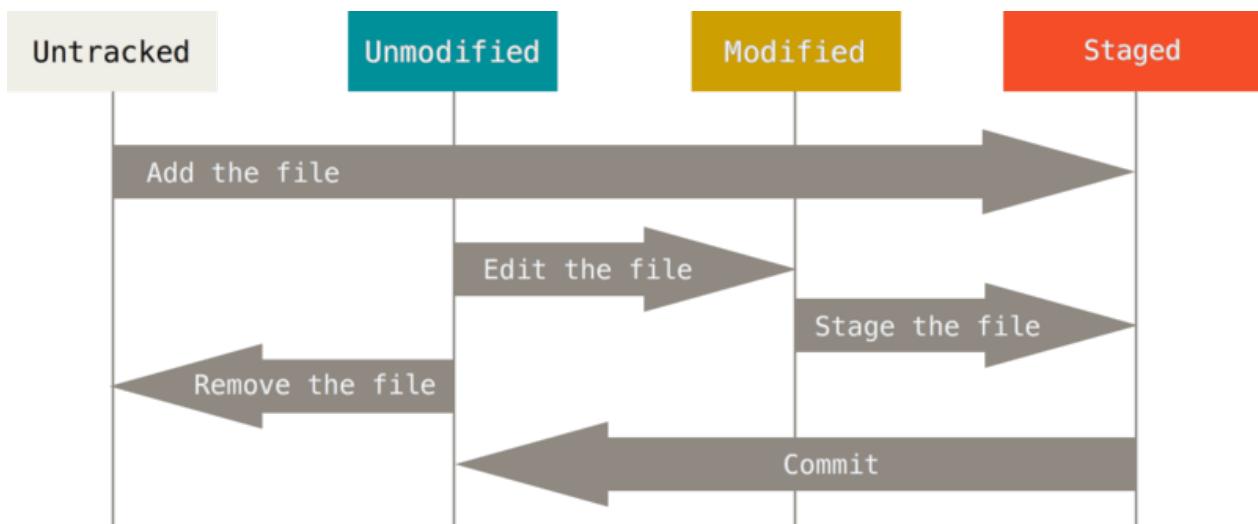 Untracked
Unmodified
Modified
Staged
Add the file
Edit the file
Stage the file
Remove the file
Commit